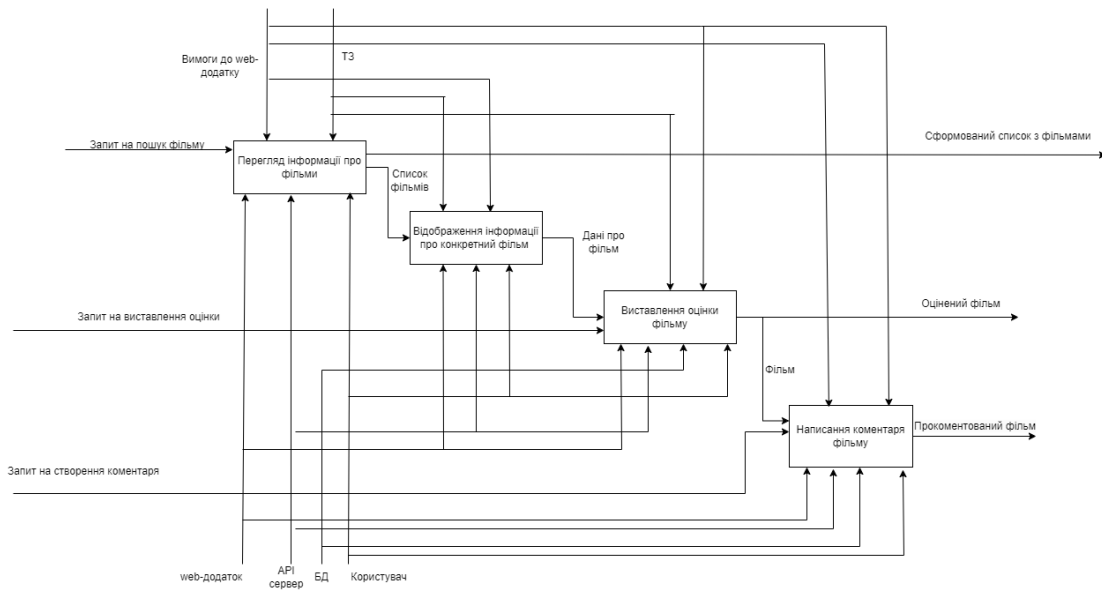 Вимоги до web-
додатку
ТЗ
Запит на пошук фільму
Перегляд інформації про
фільми
Сформований список з фільмами
Список
фільмів
Відображення інформації
про конкретний фільм
Дані про
фільм
Запит на виставлення оцінки
Виставлення оцінки
фільму
Оцінений фільм
Фільм
Написання коментаря
фільму
Прокоментований фільм
Запит на створення коментаря
web-додаток
API
сервер
БД
Користувач